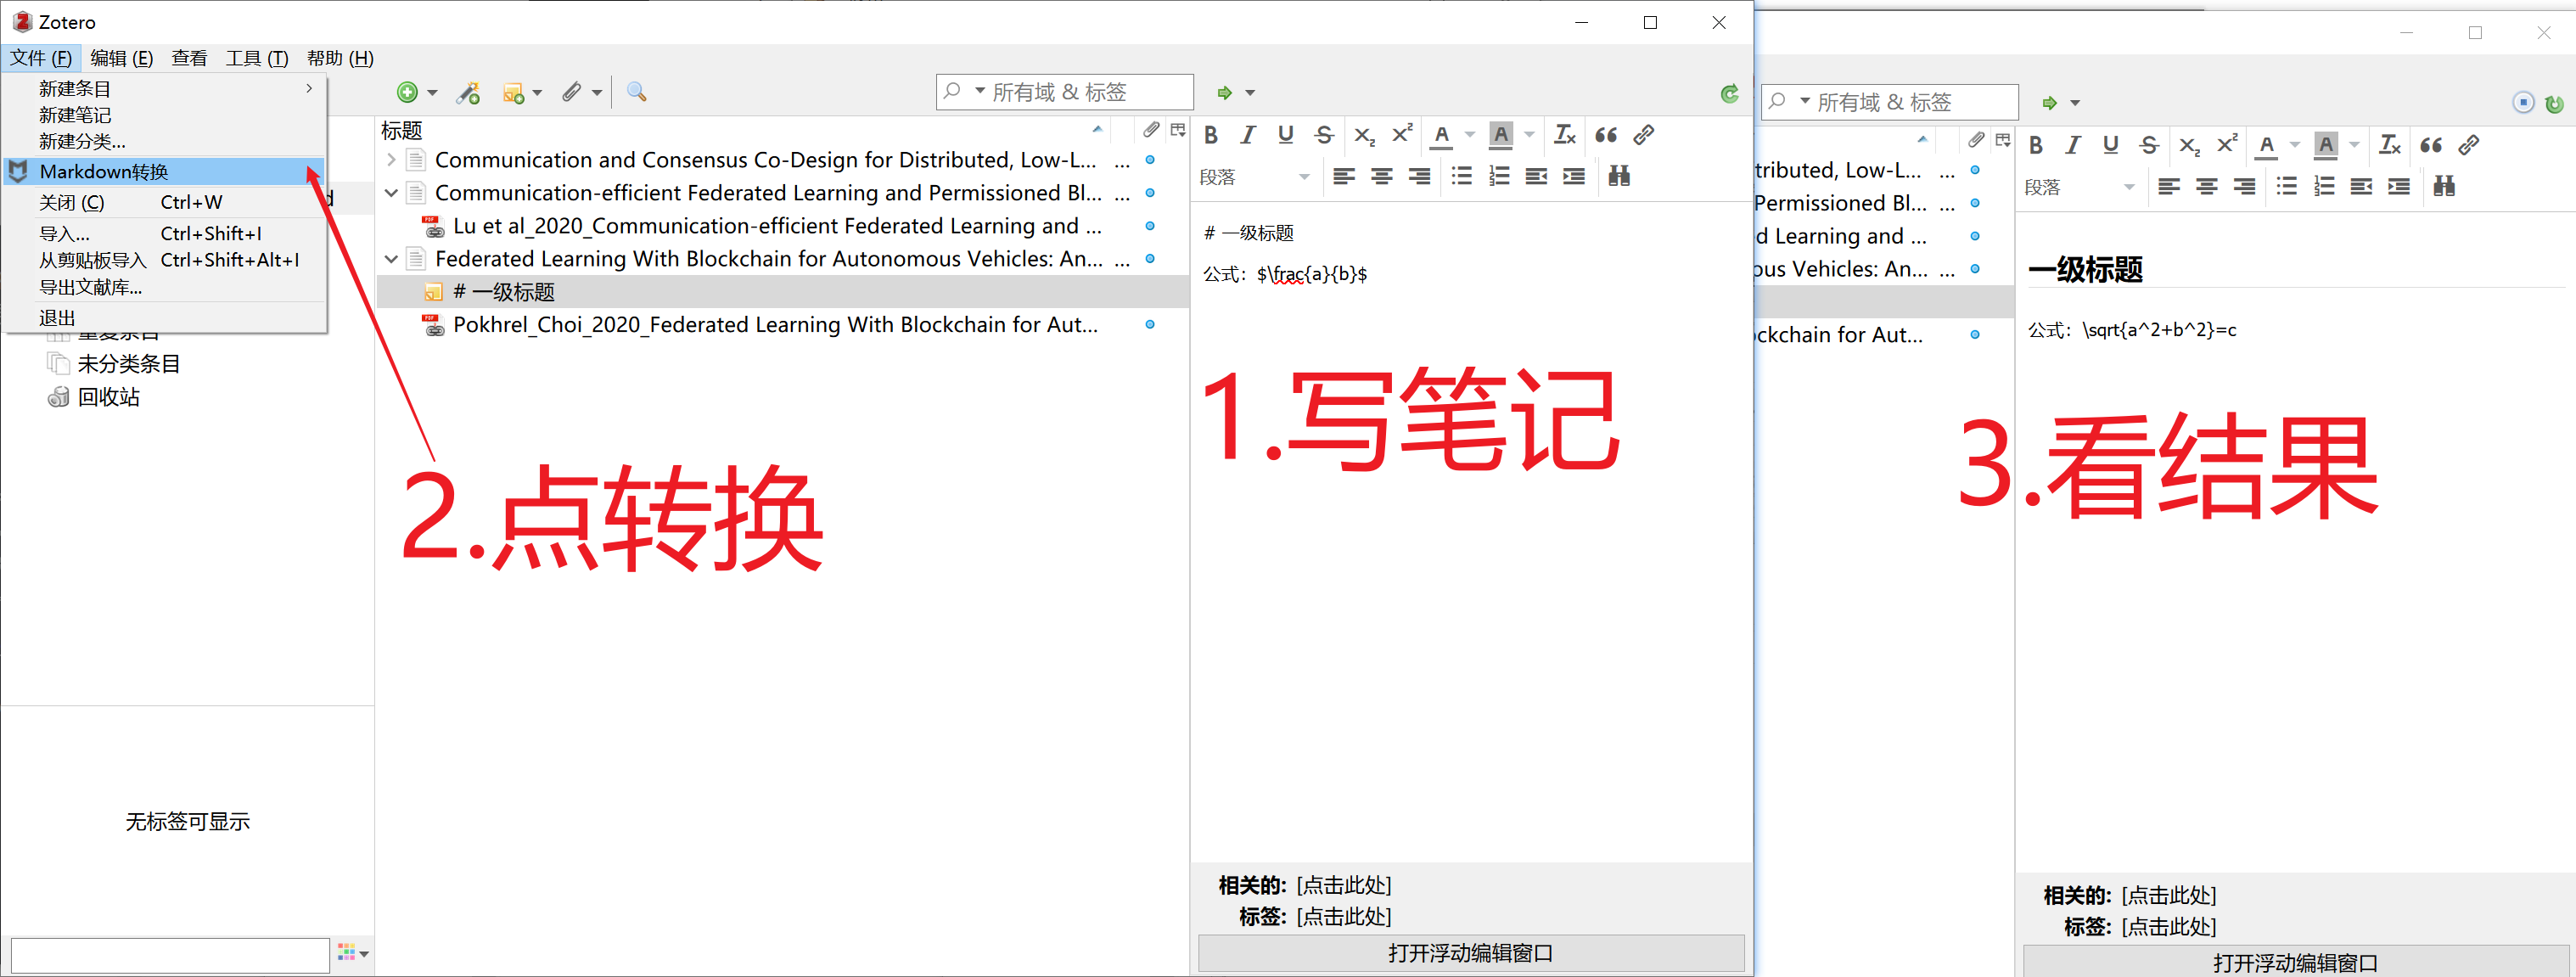 Zotero
文件 (F) 编辑 (E) 查看 工具 (T) 帮助 (H)
新建条目
新建笔记
新建分类...
Markdown转换
关闭 (C) Ctrl+W
导入... Ctrl+Shift+I
从剪贴板导入 Ctrl+Shift+Alt+I
导出文献库...
退出
重复条目
未分类条目
回收站
无标签可显示
所有域 & 标签
标题
Communication and Consensus Co-Design for Distributed, Low-L... ...
Communication-efficient Federated Learning and Permissioned Bl... ...
Lu et al_2020_Communication-efficient Federated Learning and ...
Federated Learning With Blockchain for Autonomous Vehicles: An... ...
# 一级标题
Pokhrel_Choi_2020_Federated Learning With Blockchain for Aut...
2.点转换
段落
# 一级标题
公式：$\frac{a}{b}$
1.写笔记
相关的: [点击此处]
标签: [点击此处]
打开浮动编辑窗口
所有域 & 标签
tributed, Low-L... ...
Permissioned Bl... ...
d Learning and ...
ous Vehicles: An... ...
ckchain for Aut...
段落
一级标题
公式：\sqrt{a^2+b^2}=c
3.看结果
相关的: [点击此处]
标签: [点击此处]
打开浮动编辑窗口